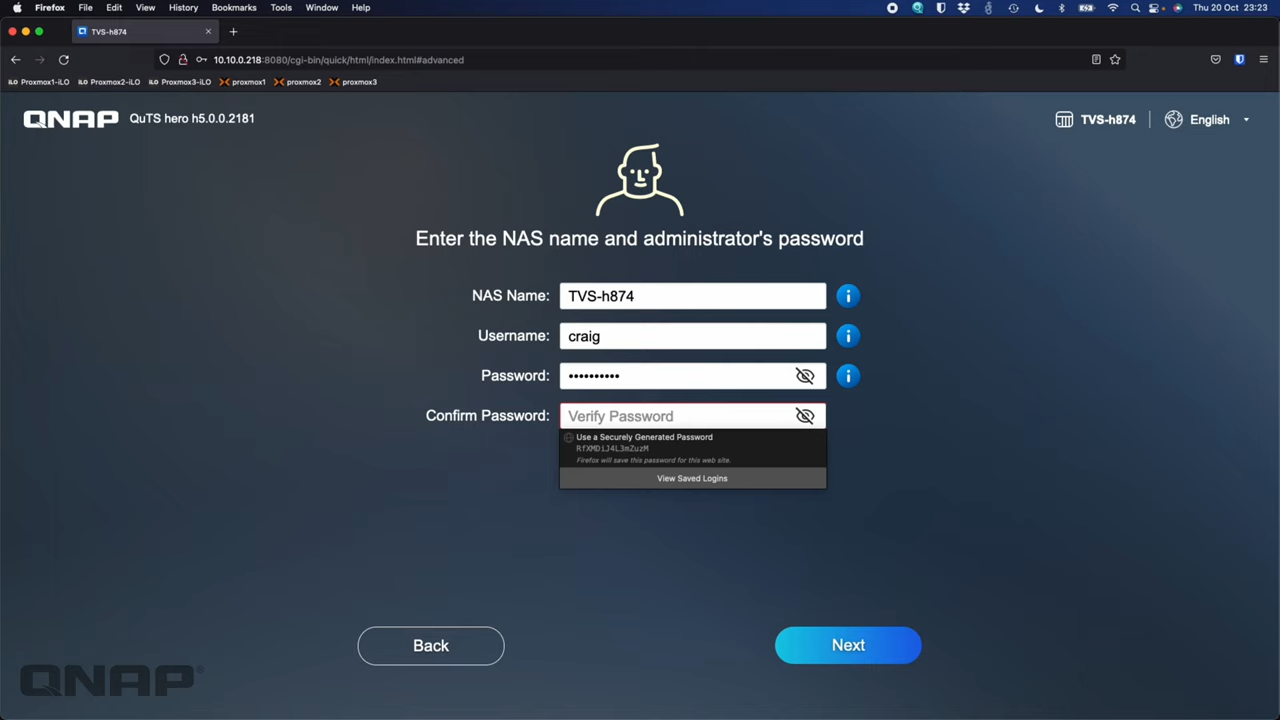 Firefox File Edit View History Bookmarks Tools Window Help Thu 20 Oct 23:23
TVS-h874
10.10.0.218:8080/cgi-bin/quick/html/index.html#advanced
iLO Proxmox1-iLO iLO Proxmox2-iLO iLO Proxmox3-iLO proxmox1 proxmox2 proxmox3
QNAP QuTS hero h5.0.0.2181 TVS-h874 English
Enter the NAS name and administrator's password
NAS Name: TVS-h874
Username: craig
Password: ••••••••••
Confirm Password: Verify Password
Use a Securely Generated Password
RfXMDiJ4L3mZuzM
Firefox will save this password for this web site.
View Saved Logins
Back Next
QNAP®